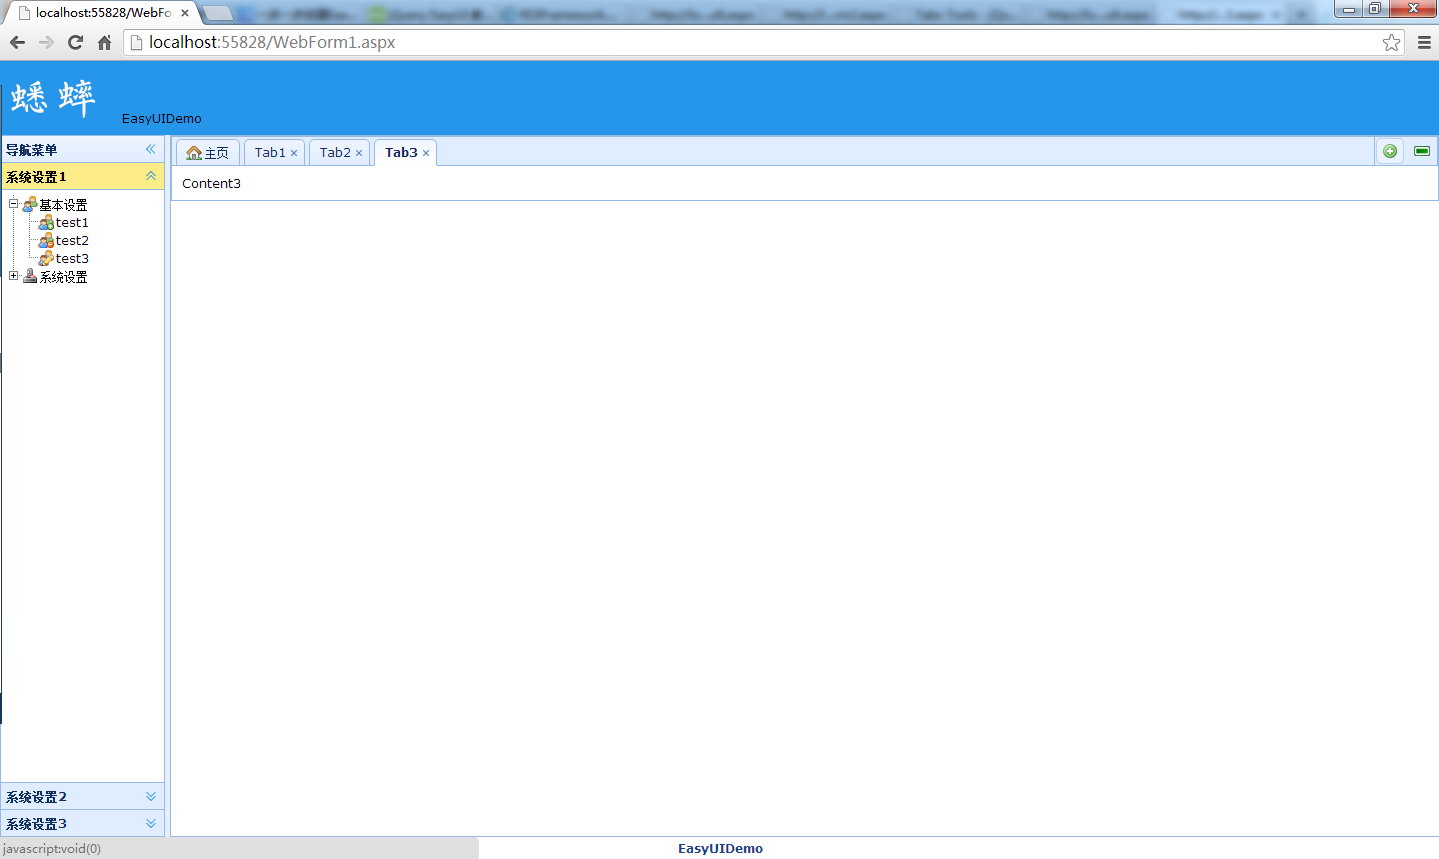 localhost:55828/WebFo
localhost:55828/WebForm1.aspx
蟋蟀
EasyUIDemo
导航菜单
主页 Tab1 Tab2 Tab3
系统设置1
Content3
基本设置
test1
test2
test3
系统设置
系统设置2
系统设置3
javascript:void(0)
EasyUIDemo